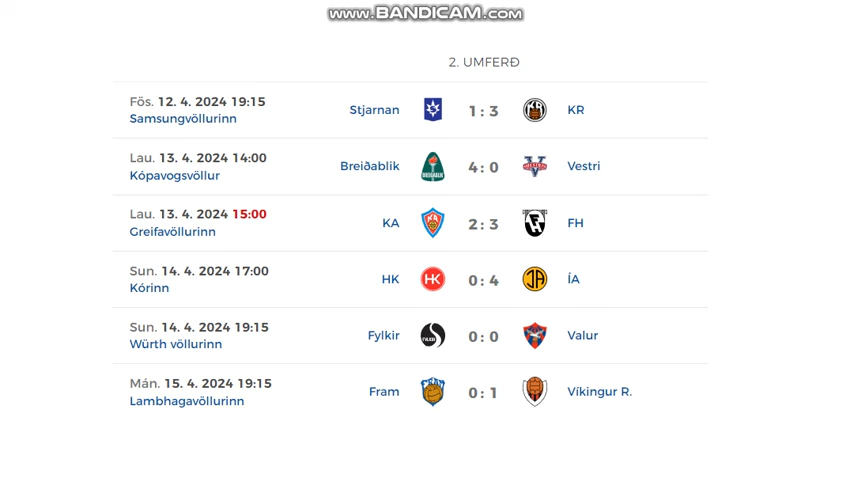 www.BANDICAM.com
2. UMFERÐ
Fös. 12. 4. 2024 19:15
Samsungvöllurinn
Stjarnan 1 : 3 KR
Lau. 13. 4. 2024 14:00
Kópavogsvöllur
Breiðablik 4 : 0 Vestri
Lau. 13. 4. 2024 15:00
Greifavöllurinn
KA 2 : 3 FH
Sun. 14. 4. 2024 17:00
Kórinn
HK HK 0 : 4 ÍA
Sun. 14. 4. 2024 19:15
Würth völlurinn
Fylkir 0 : 0 Valur
Mán. 15. 4. 2024 19:15
Lambhagavöllurinn
Fram FRAM 0 : 1 Víkingur R.